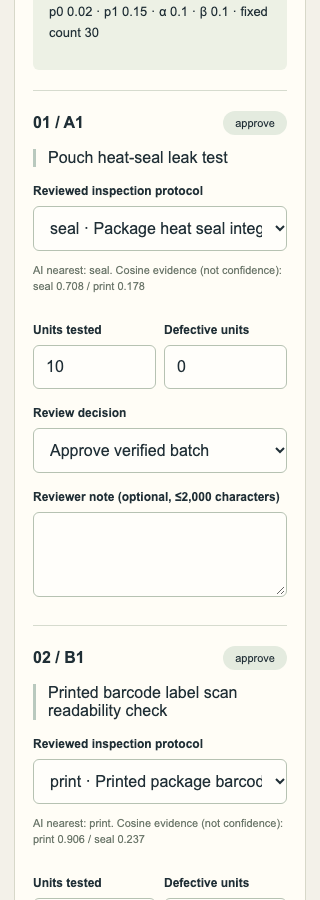 p0 0.02 · p1 0.15 · α 0.1 · β 0.1 · fixed
count 30
01 / A1
approve
Pouch heat-seal leak test
Reviewed inspection protocol
seal · Package heat seal integ
AI nearest: seal. Cosine evidence (not confidence):
seal 0.708 / print 0.178
Units tested
Defective units
10
0
Review decision
Approve verified batch
Reviewer note (optional, ≤2,000 characters)
02 / B1
approve
Printed barcode label scan
readability check
Reviewed inspection protocol
print · Printed package barcod
AI nearest: print. Cosine evidence (not confidence):
print 0.906 / seal 0.237
Units tested
Defective units